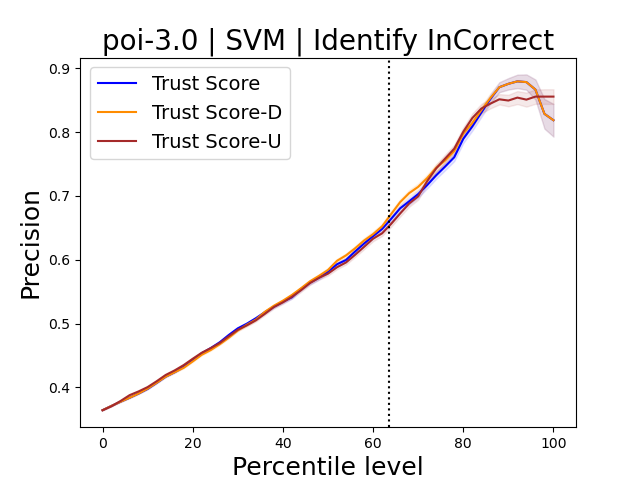 poi-3.0 | SVM | Identify InCorrect
Trust Score
Trust Score-D
Trust Score-U
Precision
0.9
0.8
0.7
0.6
0.5
0.4
0
20
40
60
80
100
Percentile level